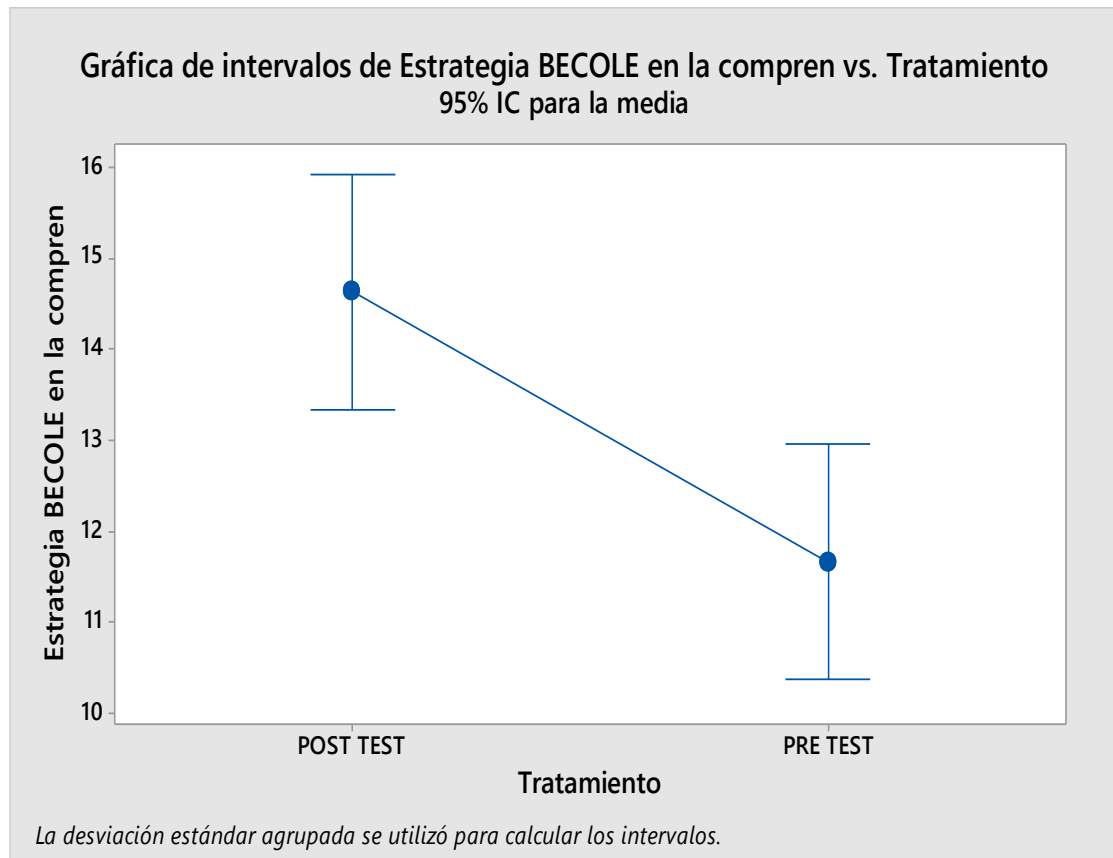 Gráfica de intervalos de Estrategia BECOLE en la compren vs. Tratamiento
95% IC para la media
Estrategia BECOLE en la compren
16
15
14
13
12
11
10
POST TEST
PRE TEST
Tratamiento
La desviación estándar agrupada se utilizó para calcular los intervalos.